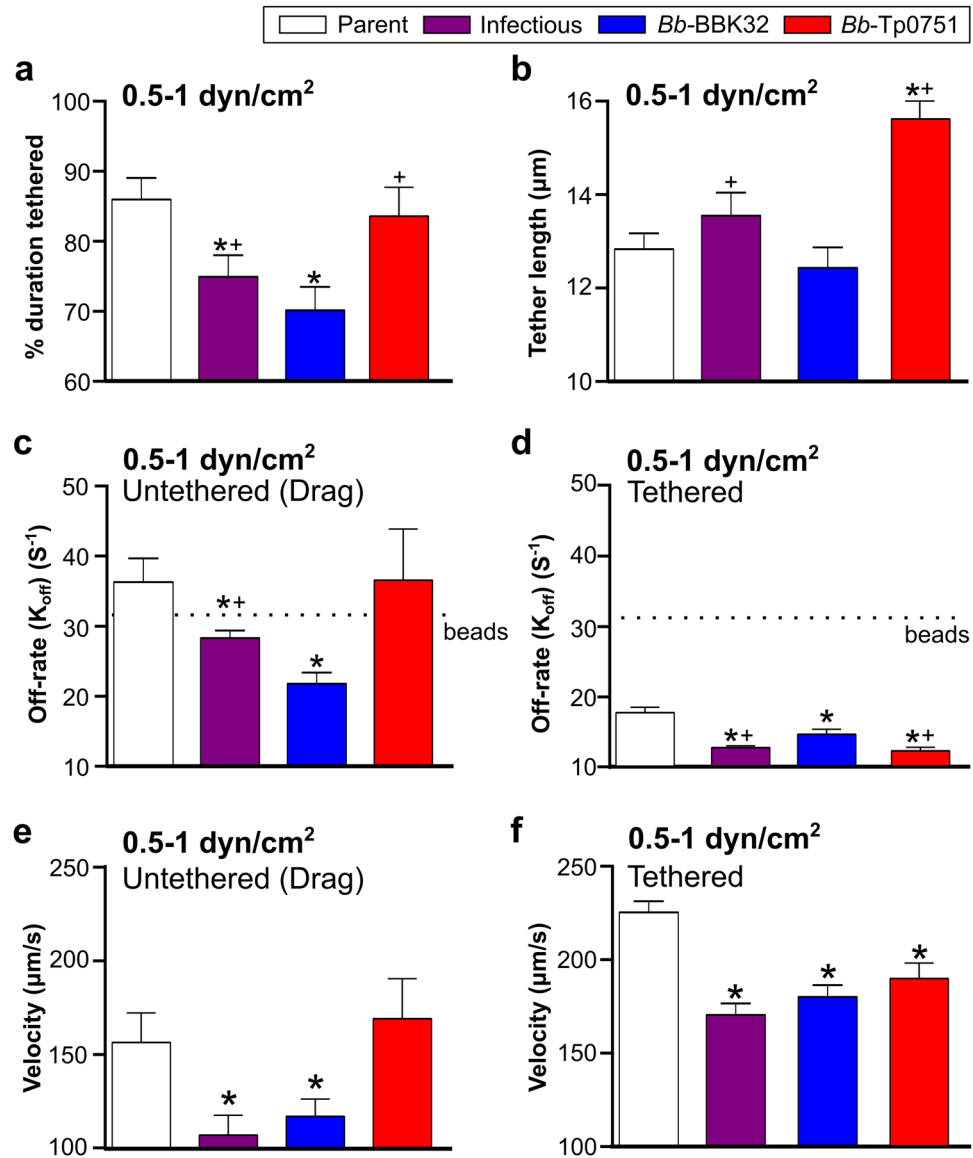 Parent Infectious Bb-BBK32 Bb-Tp0751
a
0.5-1 dyn/cm²
% duration tethered
100
90
80
70
60
*+
*
+
b
0.5-1 dyn/cm²
Tether length (μm)
16
14
12
10
+
*+
c
0.5-1 dyn/cm²
Untethered (Drag)
Off-rate (Koff) (S⁻¹)
50
40
30
20
10
*+
*
beads
d
0.5-1 dyn/cm²
Tethered
Off-rate (Koff) (S⁻¹)
50
40
30
20
10
*+
*
*+
beads
e
0.5-1 dyn/cm²
Untethered (Drag)
Velocity (μm/s)
250
200
150
100
*
*
f
0.5-1 dyn/cm²
Tethered
Velocity (μm/s)
250
200
150
100
*
*
*